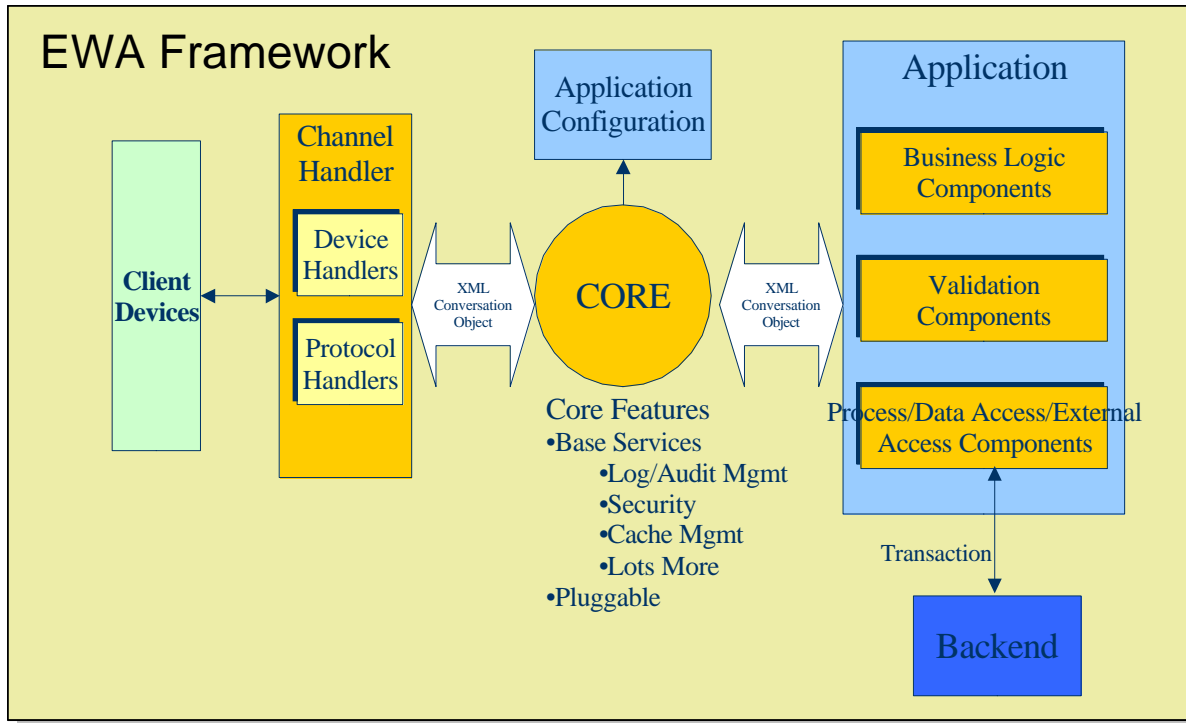 EWA Framework
Client
Devices
Channel
Handler
Device
Handlers
Protocol
Handlers
XML
Conversation
Object
Application
Configuration
CORE
Core Features
•Base Services
•Log/Audit Mgmt
•Security
•Cache Mgmt
•Lots More
•Pluggable
XML
Conversation
Object
Application
Business Logic
Components
Validation
Components
Process/Data Access/External
Access Components
Transaction
Backend